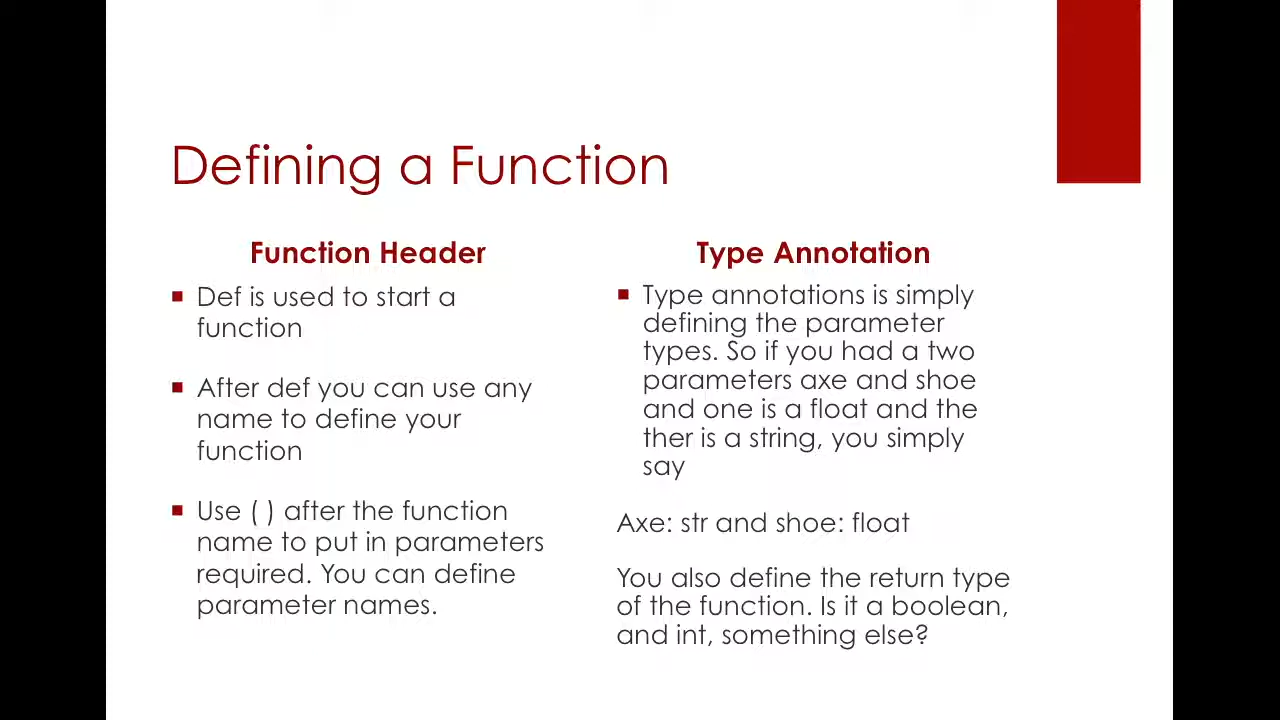 Defining a Function
Function Header
Def is used to start a
function
After def you can use any
name to define your
function
Use ( ) after the function
name to put in parameters
required. You can define
parameter names.
Type Annotation
Type annotations is simply
defining the parameter
types. So if you had a two
parameters axe and shoe
and one is a float and the
ther is a string, you simply
say
Axe: str and shoe: float
You also define the return type
of the function. Is it a boolean,
and int, something else?